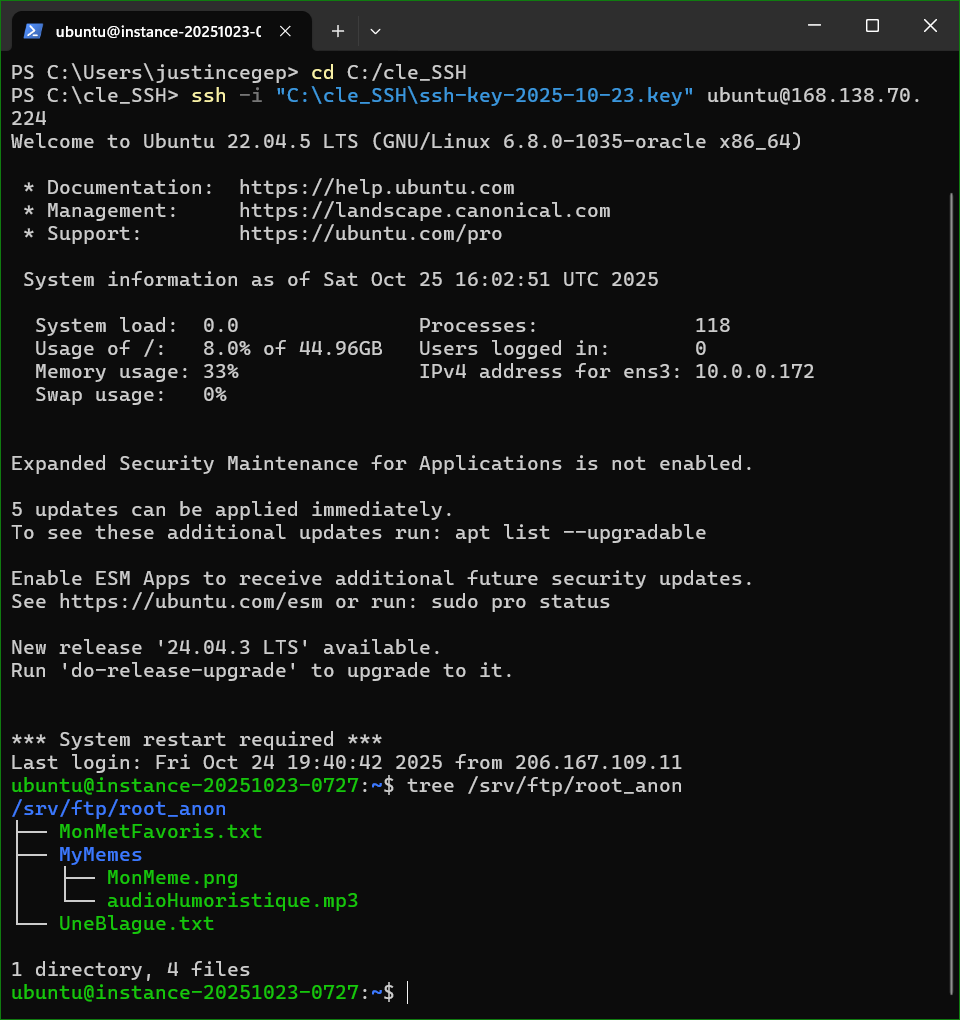 ubuntu@instance-20251023-0
PS C:\Users\justincegep> cd C:/cle_SSH
PS C:\cle_SSH> ssh -i "C:\cle_SSH\ssh-key-2025-10-23.key" ubuntu@168.138.70.
224
Welcome to Ubuntu 22.04.5 LTS (GNU/Linux 6.8.0-1035-oracle x86_64)
* Documentation:  https://help.ubuntu.com
* Management:     https://landscape.canonical.com
* Support:        https://ubuntu.com/pro
System information as of Sat Oct 25 16:02:51 UTC 2025
System load:  0.0               Processes:             118
Usage of /:   8.0% of 44.96GB   Users logged in:       0
Memory usage: 33%               IPv4 address for ens3: 10.0.0.172
Swap usage:   0%
Expanded Security Maintenance for Applications is not enabled.
5 updates can be applied immediately.
To see these additional updates run: apt list --upgradable
Enable ESM Apps to receive additional future security updates.
See https://ubuntu.com/esm or run: sudo pro status
New release '24.04.3 LTS' available.
Run 'do-release-upgrade' to upgrade to it.
*** System restart required ***
Last login: Fri Oct 24 19:40:42 2025 from 206.167.109.11
ubuntu@instance-20251023-0727:~$ tree /srv/ftp/root_anon
/srv/ftp/root_anon
├── MonMetFavoris.txt
├── MyMemes
│   ├── MonMeme.png
│   └── audioHumoristique.mp3
└── UneBlague.txt
1 directory, 4 files
ubuntu@instance-20251023-0727:~$